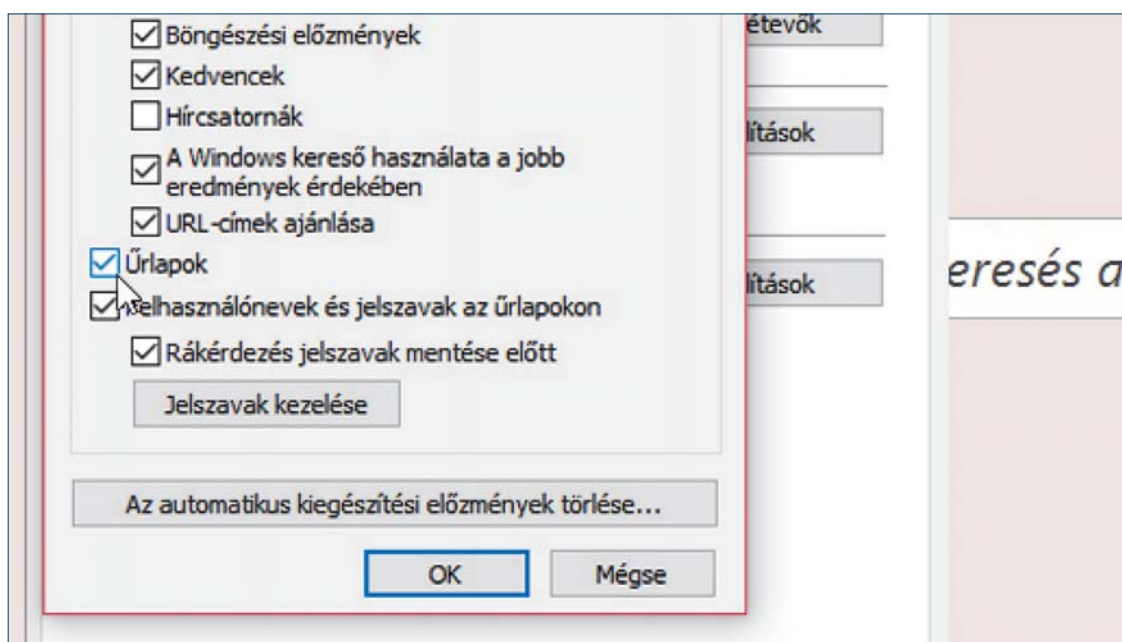 Böngészési előzmények
étevők
Kedvencek
Hírcsatornák
lítások
A Windows kereső használata a jobb
eredmények érdekében
URL-címek ajánlása
Űrlapok
lítások
eresés a
elhasználónevek és jelszavak az űrlapokon
Rákérdezés jelszavak mentése előtt
Jelszavak kezelése
Az automatikus kiegészítési előzmények törlése...
OK
Mégse